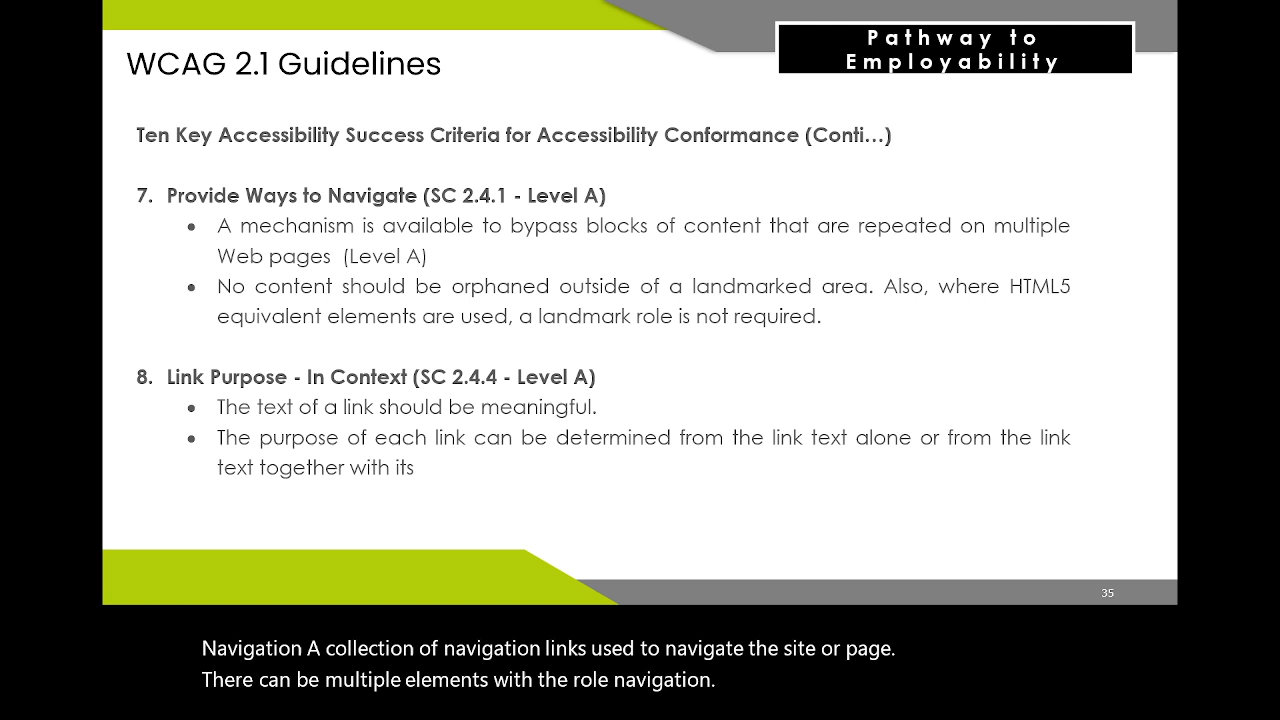 Pathway to
Employability
WCAG 2.1 Guidelines
Ten Key Accessibility Success Criteria for Accessibility Conformance (Conti...)
7. Provide Ways to Navigate (SC 2.4.1 - Level A)
• A mechanism is available to bypass blocks of content that are repeated on multiple
Web pages (Level A)
• No content should be orphaned outside of a landmarked area. Also, where HTML5
equivalent elements are used, a landmark role is not required.
8. Link Purpose - In Context (SC 2.4.4 - Level A)
• The text of a link should be meaningful.
• The purpose of each link can be determined from the link text alone or from the link
text together with its
35
Navigation A collection of navigation links used to navigate the site or page.
There can be multiple elements with the role navigation.